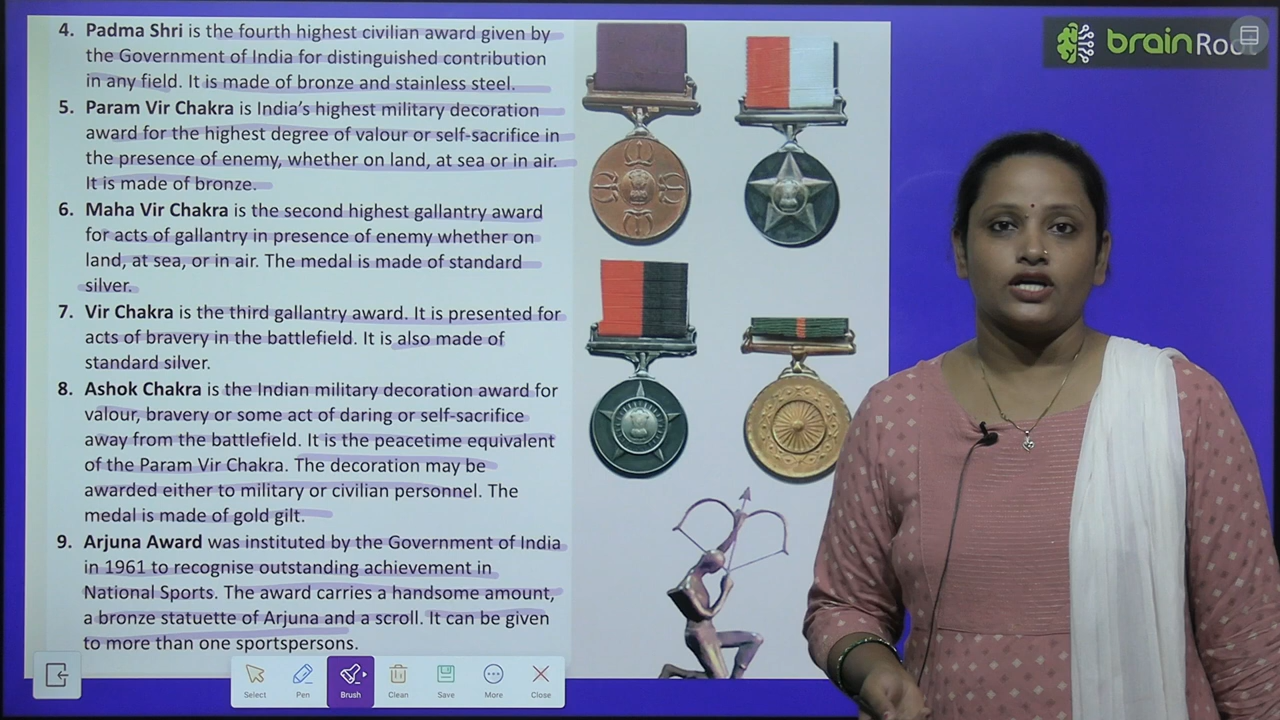 4. Padma Shri is the fourth highest civilian award given by
the Government of India for distinguished contribution
in any field. It is made of bronze and stainless steel.
5. Param Vir Chakra is India's highest military decoration
award for the highest degree of valour or self-sacrifice in
the presence of enemy, whether on land, at sea or in air.
It is made of bronze.
6. Maha Vir Chakra is the second highest gallantry award
for acts of gallantry in presence of enemy whether on
land, at sea, or in air. The medal is made of standard
silver.
7. Vir Chakra is the third gallantry award. It is presented for
acts of bravery in the battlefield. It is also made of
standard silver.
8. Ashok Chakra is the Indian military decoration award for
valour, bravery or some act of daring or self-sacrifice
away from the battlefield. It is the peacetime equivalent
of the Param Vir Chakra. The decoration may be
awarded either to military or civilian personnel. The
medal is made of gold gilt.
9. Arjuna Award was instituted by the Government of India
in 1961 to recognise outstanding achievement in
National Sports. The award carries a handsome amount,
a bronze statuette of Arjuna and a scroll. It can be given
to more than one sportspersons.
Select Pen Brush Clean Save More Close
brain